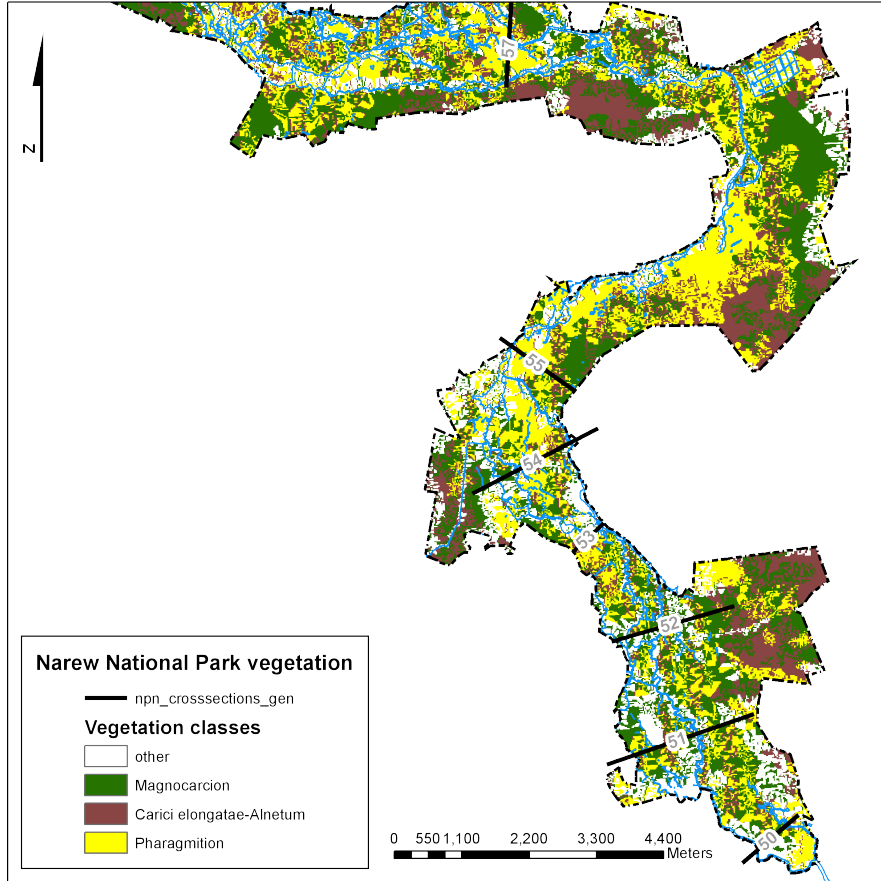 57
N
55
54
53
52
51
50
Narew National Park vegetation
npn_crosssections_gen
Vegetation classes
other
Magnocarcion
Carici elongatae-Alnetum
Pharagmition
0 550 1,100 2,200 3,300 4,400
Meters